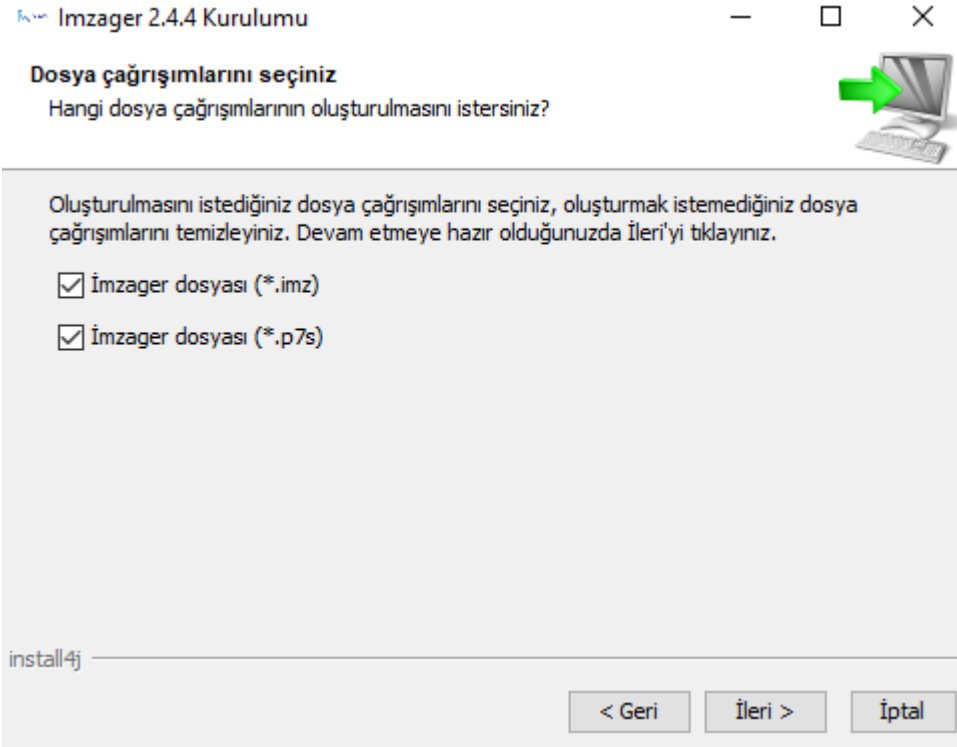 Imzager 2.4.4 Kurulumu
Dosya çağrışımlarını seçiniz
Hangi dosya çağrışımlarının oluşturulmasını istersiniz?
Oluşturulmasını istediğiniz dosya çağrışımlarını seçiniz, oluşturmak istemediğiniz dosya
çağrışımlarını temizleyiniz. Devam etmeye hazır olduğunuzda İleri'yi tıklayınız.
İmzager dosyası (*.imz)
İmzager dosyası (*.p7s)
install4j
< Geri
İleri >
İptal